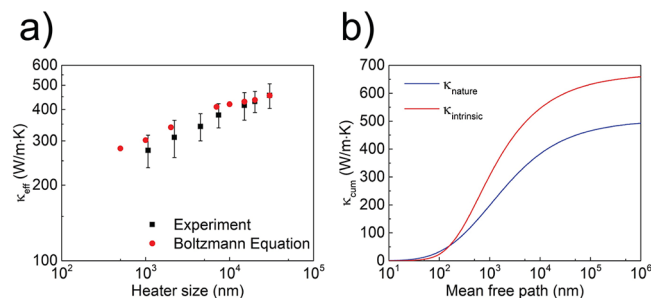 a)
600
500
400
300
200
100
κeff (W/m·K)
Experiment
Boltzmann Equation
10² 10³ 10⁴ 10⁵
Heater size (nm)
b)
700
600
500
400
300
200
100
0
κcum (W/m·K)
κnature
κintrinsic
10¹ 10² 10³ 10⁴ 10⁵ 10⁶
Mean free path (nm)